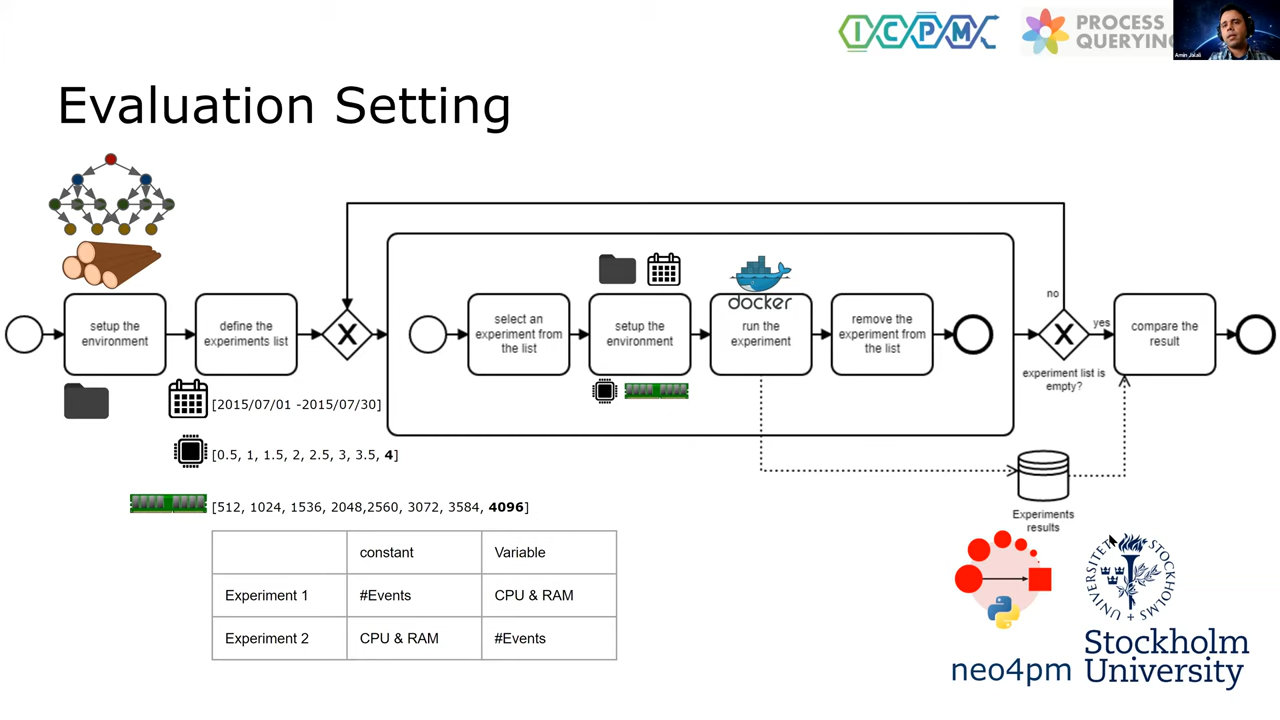 ICPM
PROCESS
QUERYING
Amin Jalali
Evaluation Setting
setup the
environment
define the
experiments list
X
select an
experiment from
the list
setup the
environment
docker
run the
experiment
remove the
experiment from
the list
no
X
yes
experiment list is
empty?
compare the
result
[2015/07/01 -2015/07/30]
[0.5, 1, 1.5, 2, 2.5, 3, 3.5, 4]
[512, 1024, 1536, 2048,2560, 3072, 3584, 4096]
Experiments
results
constant
Variable
Experiment 1
#Events
CPU & RAM
Experiment 2
CPU & RAM
#Events
neo4pm
UNIVERSITET STOCKHOLMS
Stockholm
University